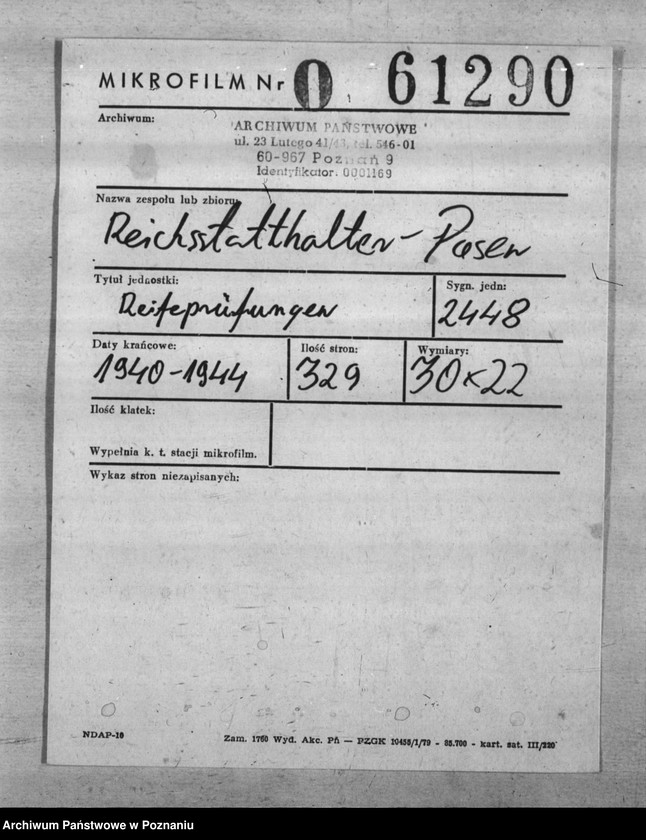 MIKROFILM Nr 0 61290
Archiwum:
ARCHIWUM PAŃSTWOWE
ul. 23 Lutego 41/43, tel. 546-01
60-967 Poznań 9
Identyfikator. 0001169
Nazwa zespołu lub zbioru:
Reichsstatthalter - Posen
Tytuł jednostki:
Reifeprüfungen
Sygn. jedn:
2448
Daty krańcowe:
1940-1944
Ilość stron:
329
Wymiary:
30×22
Ilość klatek:
Wypełnia k. t. stacji mikrofilm.
Wykaz stron niezapisanych:
NDAP-10
Zam. 1760 Wyd. Akc. Pń — PZGK 10458/1/79 - 85.700 - kart. sat. III/220
Archiwum Państwowe w Poznaniu